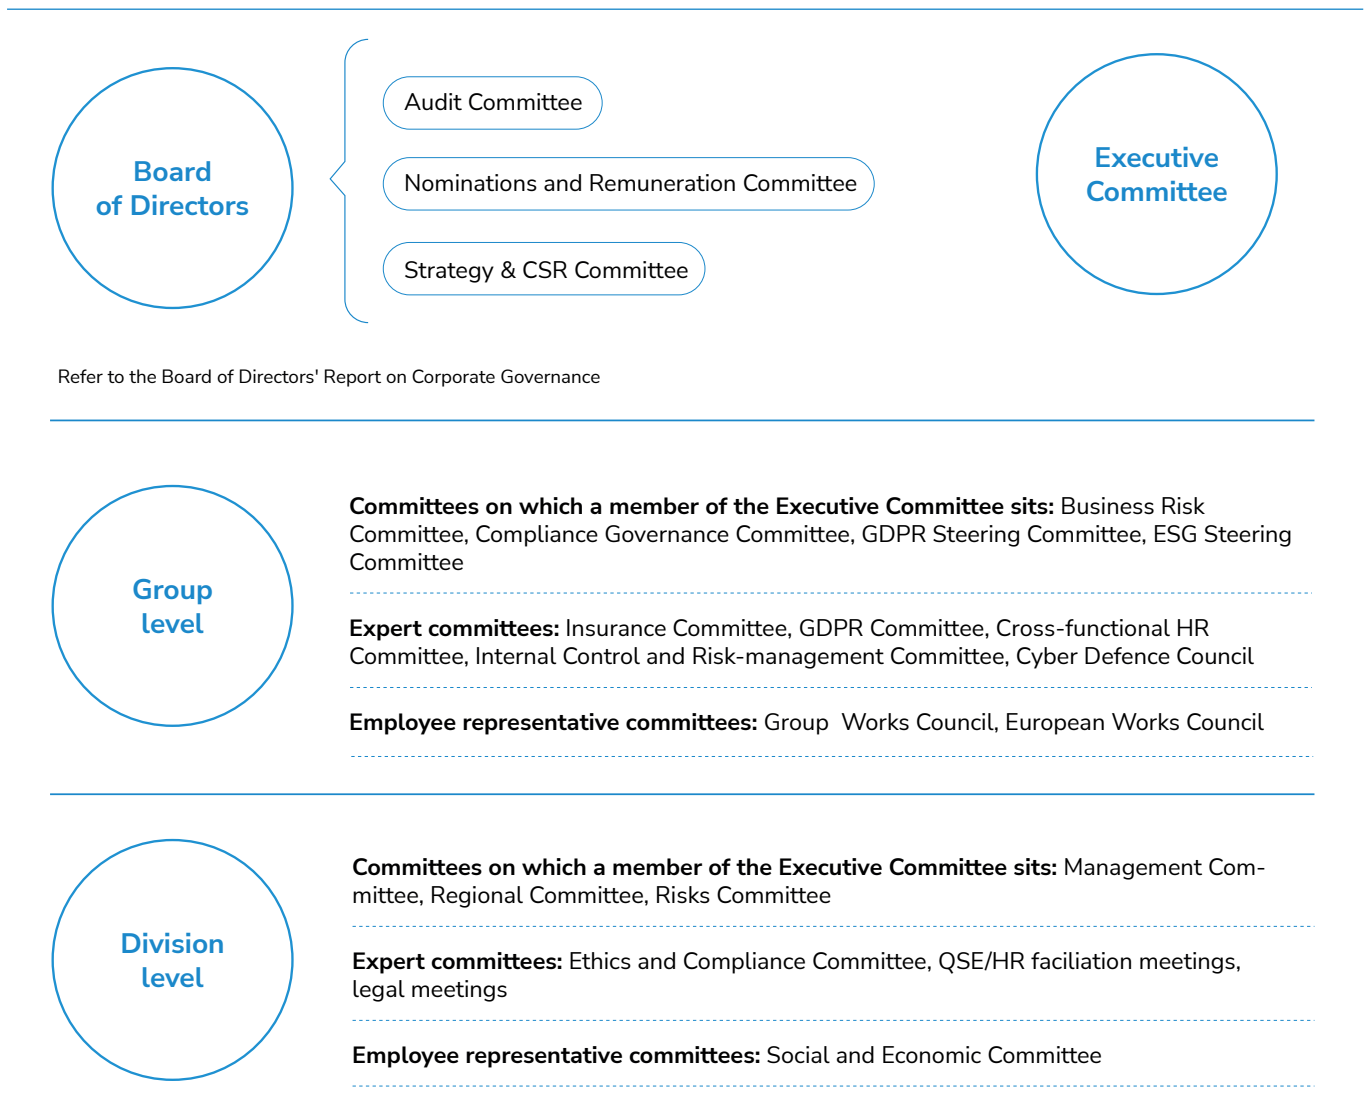 Board
of Directors
Audit Committee
Nominations and Remuneration Committee
Strategy & CSR Committee
Executive
Committee
Refer to the Board of Directors' Report on Corporate Governance
Group
level
Committees on which a member of the Executive Committee sits: Business Risk
Committee, Compliance Governance Committee, GDPR Steering Committee, ESG Steering
Committee
Expert committees: Insurance Committee, GDPR Committee, Cross-functional HR
Committee, Internal Control and Risk-management Committee, Cyber Defence Council
Employee representative committees: Group  Works Council, European Works Council
Division
level
Committees on which a member of the Executive Committee sits: Management Com-
mittee, Regional Committee, Risks Committee
Expert committees: Ethics and Compliance Committee, QSE/HR faciliation meetings,
legal meetings
Employee representative committees: Social and Economic Committee